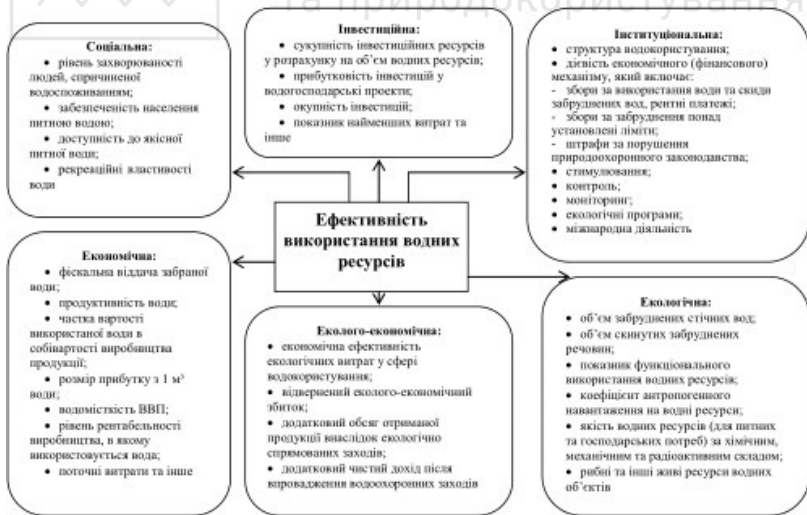 та природокористування
Соціальна:
• рівень захворюваності
людей, спричиненої
водоспоживанням;
• забезпеченість населення
питною водою;
• доступність до якісної
питної води;
• рекреаційні властивості
води
Інвестиційна:
• сукупність інвестиційних ресурсів
у розрахунку на об’єм водних ресурсів;
• прибутковість інвестицій у
водогосподарські проекти;
• окупність інвестицій;
• показник найменших витрат та
інше
Інституціональна:
• структура водокористування;
• дієвість економічного (фінансового)
механізму, який включає:
- збори за використання води та скиди
забруднених вод, рентні платежі;
- збори за забруднення понад
установлені ліміти;
- штрафи за порушення
природоохоронного законодавства;
• стимулювання;
• контроль;
• моніторинг;
• екологічні програми;
• міжнародна діяльність
Ефективність
використання водних
ресурсів
Економічна:
• фіскальна віддача забраної
води;
• продуктивність води;
• частка вартості
використаної води в
собівартості виробництва
продукції;
• розмір прибутку з 1 м³
води;
• водомісткість ВВП;
• рівень рентабельності
виробництва, в якому
використовується вода;
• поточні витрати та інше
Еколого-економічна:
• економічна ефективність
екологічних витрат у сфері
водокористування;
• відвернений еколого-економічний
збиток;
• додатковий обсяг отриманої
продукції внаслідок екологічно
спрямованих заходів;
• додатковий чистий дохід після
впровадження водоохоронних заходів
Екологічна:
• об’єм забруднених стічних вод;
• об’єм скинутих забруднених
речовин;
• показник функціонального
використання водних ресурсів;
• коефіцієнт антропогенного
навантаження на водні ресурси;
• якість водних ресурсів (для питних
та господарських потреб) за хімічним,
механічним та радіоактивним складом;
• рибні та інші живі ресурси водних
об’єктів